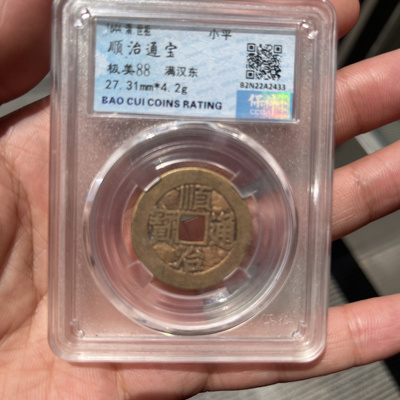 小平
顺治通宝
极美88 满汉东
27.31mm*4.2g
BAO CUI COINS RATING
B2N22A2433
順治通寶